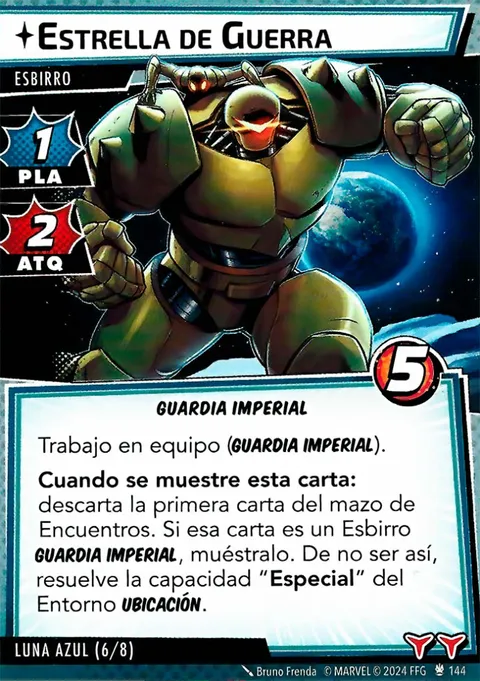 ESTRELLA DE GUERRA
ESBIRRO
1
PLA
2
ATQ
5
GUARDIA IMPERIAL
Trabajo en equipo (GUARDIA IMPERIAL).
Cuando se muestre esta carta:
descarta la primera carta del mazo de
Encuentros. Si esa carta es un Esbirro
GUARDIA IMPERIAL, muéstralo. De no ser así,
resuelve la capacidad “Especial” del
Entorno UBICACIÓN.
LUNA AZUL (6/8)
Bruno Frenda © MARVEL © 2024 FFG 144